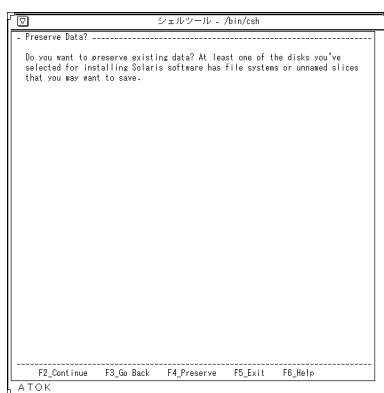 シェルツール - /bin/csh
- Preserve Data? ----------------------------------------------------------------
Do you want to preserve existing data? At least one of the disks you've
selected for installing Solaris software has file systems or unnamed slices
that you may want to save.
--------------------------------------------------------------------------------
F2_Continue F3_Go Back F4_Preserve F5_Exit F6_Help
ATOK